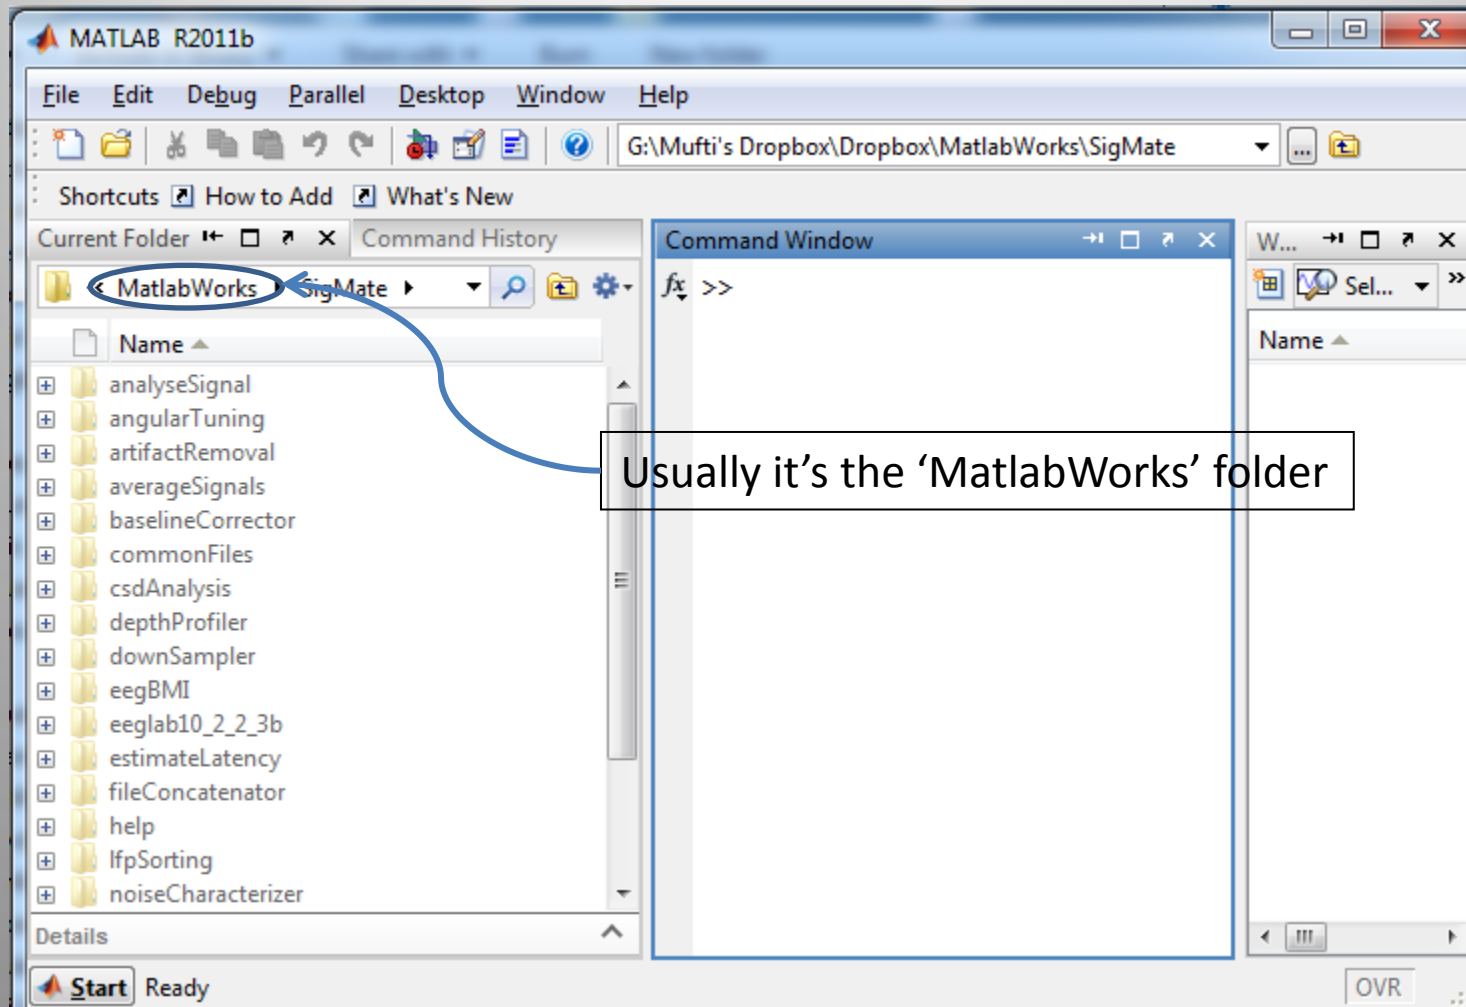 MATLAB R2011b
File Edit Debug Parallel Desktop Window Help
G:\Mufti's Dropbox\Dropbox\MatlabWorks\SigMate
...
Shortcuts How to Add What's New
Current Folder Command History
Command Window
W...
MatlabWorks SigMate
fx >>
Sel... »
Name
Name
analyseSignal
angularTuning
artifactRemoval
averageSignals
baselineCorrector
commonFiles
csdAnalysis
depthProfiler
downSampler
eegBMI
eeglab10_2_2_3b
estimateLatency
fileConcatenator
help
lfpSorting
noiseCharacterizer
Usually it's the ‘MatlabWorks’ folder
Details
Start Ready
OVR